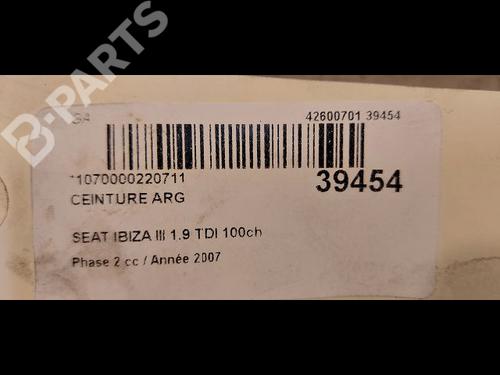 B-PARTS
GA 42600701 39454
*1070000220711 39454
CEINTURE ARG
SEAT IBIZA III 1.9 TDI 100ch
Phase 2 cc / Année 2007